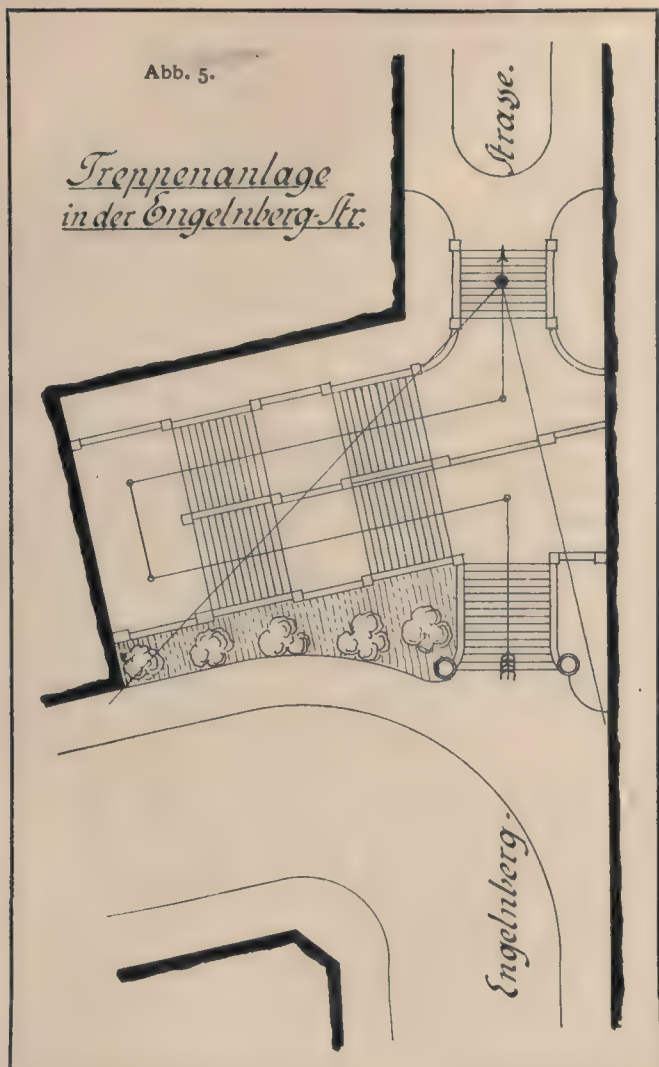 Abb. 5.
Treppenanlage
in der Engelnberg-Str.
Strasse.
Engelnberg-